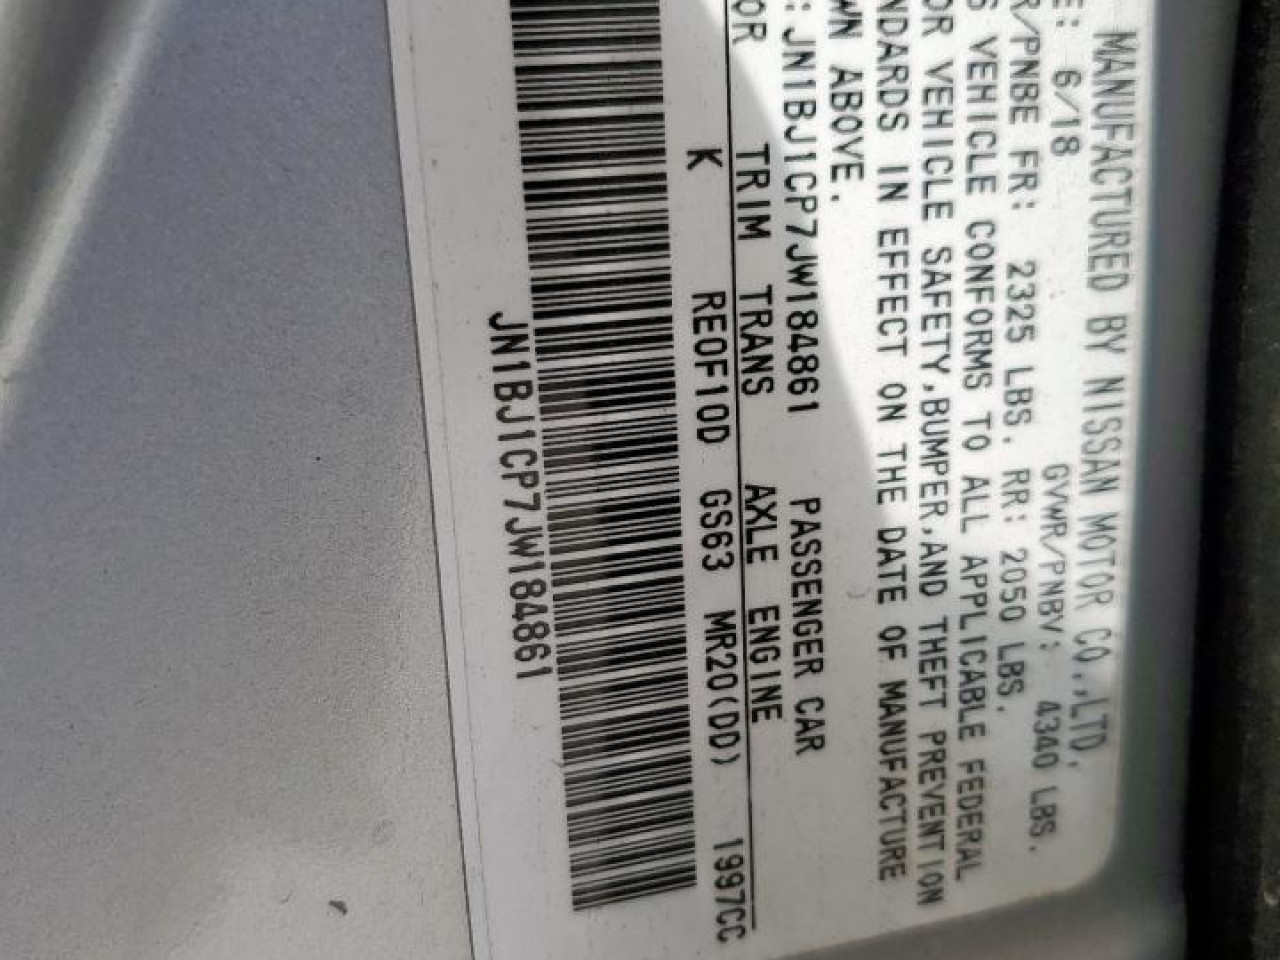 MANUFACTURED BY NISSAN MOTOR CO.,LTD.
E: 6/18 GVWR/PNBV: 4340 LBS.
R/PNBE FR: 2325 LBS. RR: 2050 LBS.
S VEHICLE CONFORMS TO ALL APPLICABLE FEDERAL
OR VEHICLE SAFETY,BUMPER,AND THEFT PREVENTION
NDARDS IN EFFECT ON THE DATE OF MANUFACTURE
WN ABOVE.
: JN1BJ1CP7JW184861 PASSENGER CAR
OR TRIM TRANS AXLE ENGINE
K RE0F10D GS63 MR20(DD) 1997CC
JN1BJ1CP7JW184861